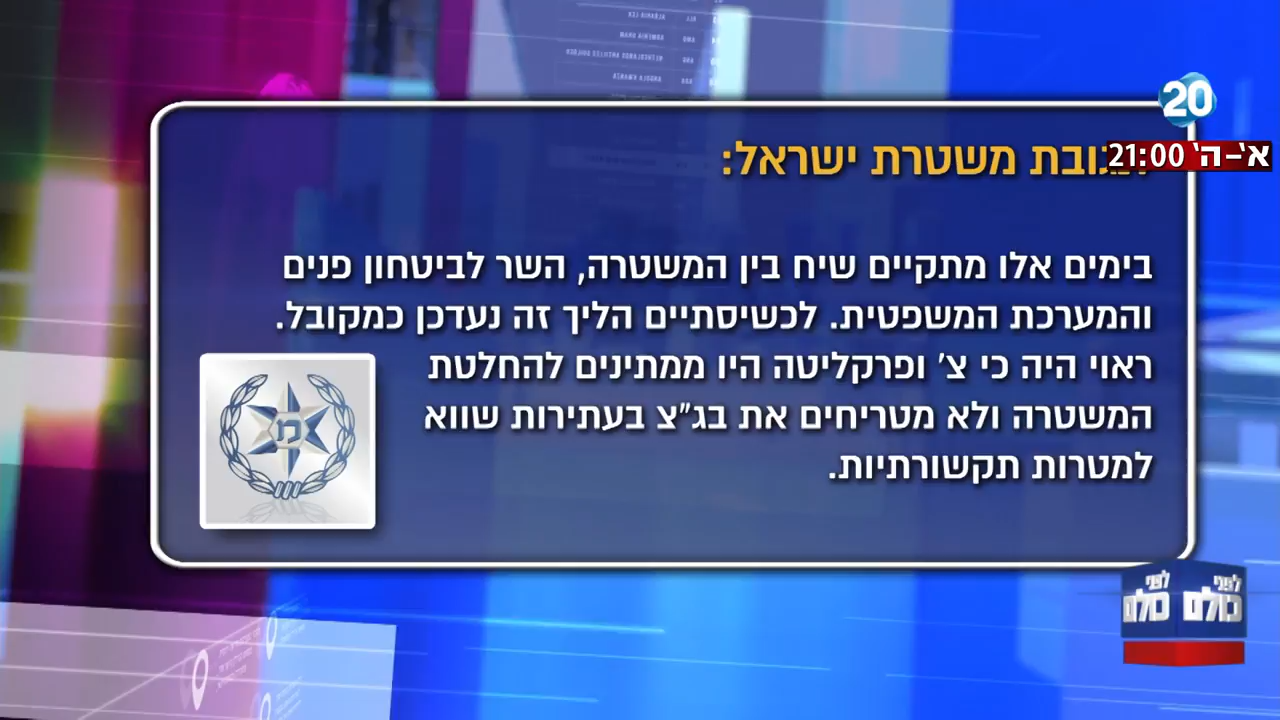 20
א'-ה' 21:00
תגובת משטרת ישראל:
בימים אלו מתקיים שיח בין המשטרה, השר לביטחון פנים
והמערכת המשפטית. לכשיסתיים הליך זה נעדכן כמקובל.
ראוי היה כי צ' ופרקליטה היו ממתינים להחלטת
המשטרה ולא מטריחים את בג"צ בעתירות שווא
למטרות תקשורתיות.
מ
לפני לפני
כולם כולם